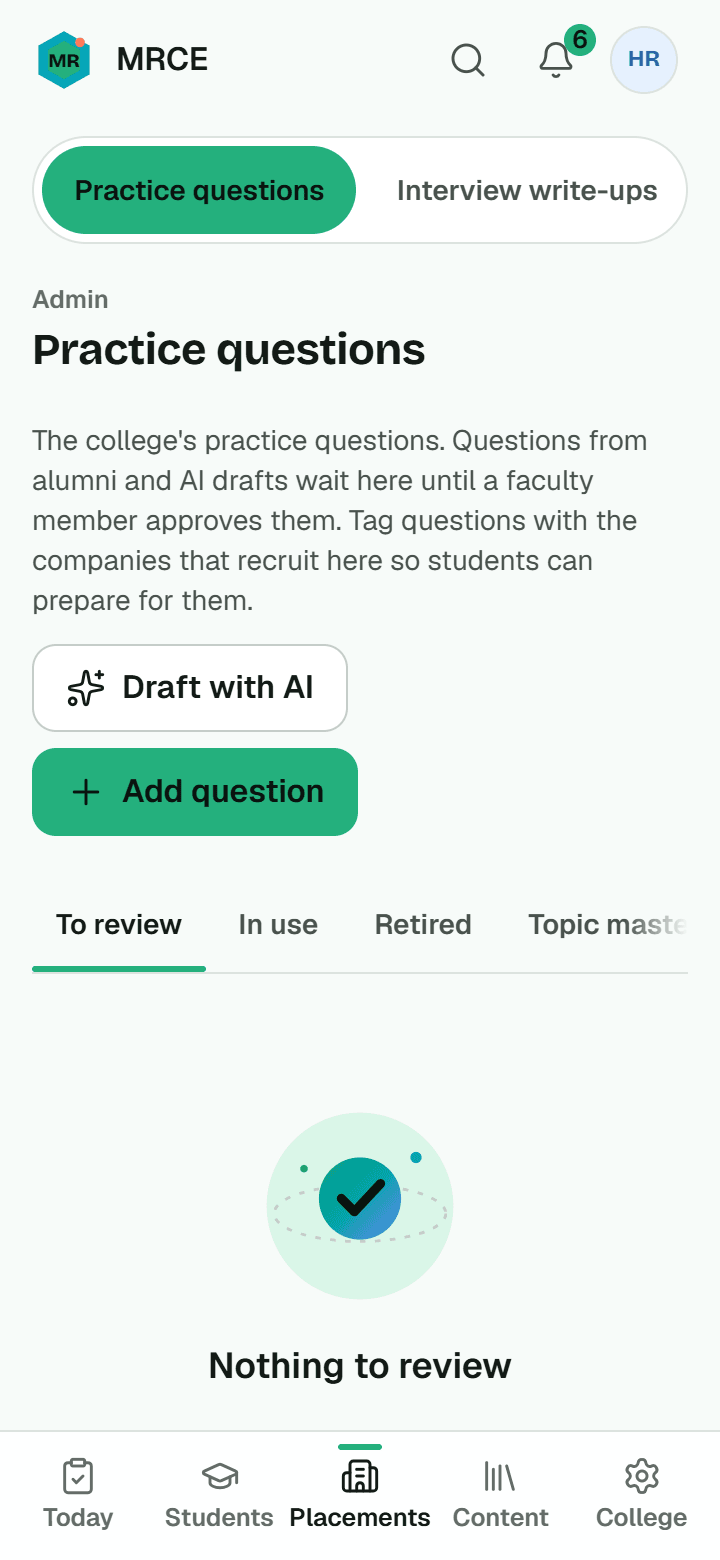 MR MRCE 6 HR
Practice questions Interview write-ups
Admin
Practice questions
The college's practice questions. Questions from
alumni and AI drafts wait here until a faculty
member approves them. Tag questions with the
companies that recruit here so students can
prepare for them.
Draft with AI
Add question
To review In use Retired Topic maste
Nothing to review
Today Students Placements Content College